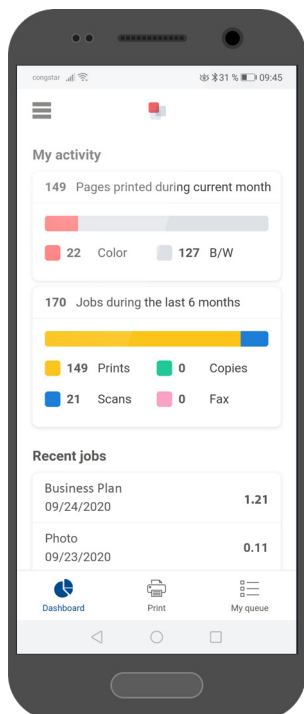 congstar 31 % 09:45
My activity
149 Pages printed during current month
22 Color 127 B/W
170 Jobs during the last 6 months
149 Prints 0 Copies
21 Scans 0 Fax
Recent jobs
Business Plan
09/24/2020
1.21
Photo
09/23/2020
0.11
Dashboard Print My queue